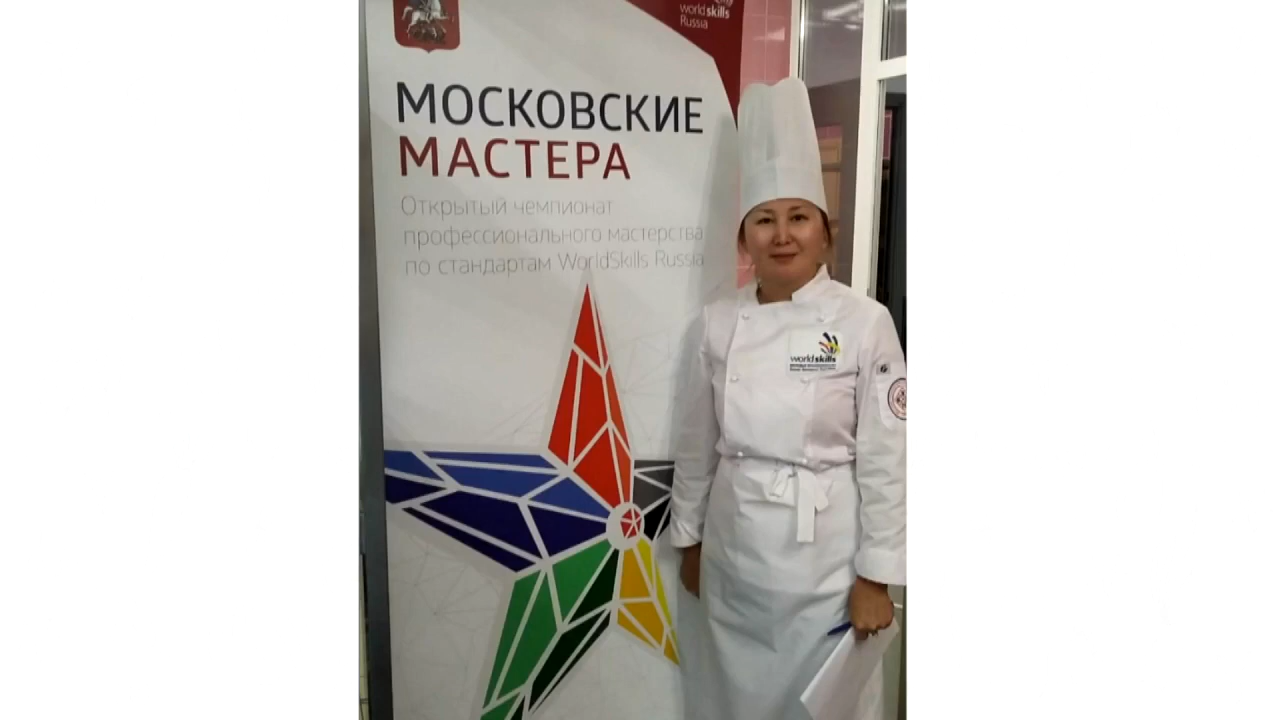 worldskills
Russia
МОСКОВСКИЕ
МАСТЕРА
Открытый чемпионат
профессионального мастерства
по стандартам WorldSkills Russia
worldskills